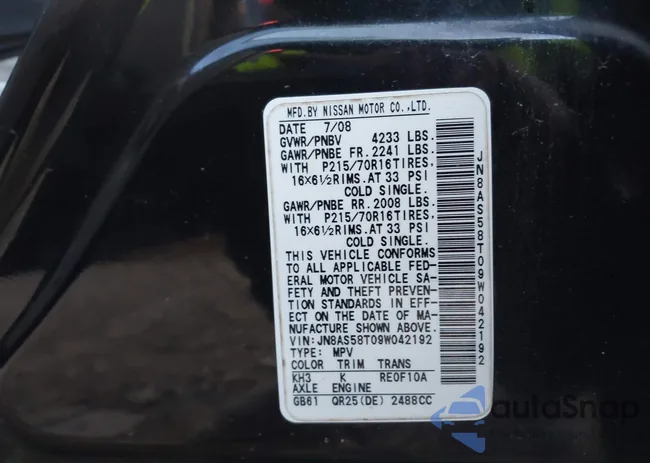 MFD.BY NISSAN MOTOR CO.,LTD.
DATE 7/08
GVWR/PNBV 4233 LBS.
GAWR/PNBE FR. 2241 LBS.
WITH P215/70R16TIRES,
16X6½RIMS.AT 33 PSI
COLD SINGLE.
GAWR/PNBE RR. 2008 LBS.
WITH P215/70R16TIRES,
16X6½RIMS.AT 33 PSI
COLD SINGLE.
THIS VEHICLE CONFORMS
TO ALL APPLICABLE FED-
ERAL MOTOR VEHICLE SA-
FETY AND THEFT PREVEN-
TION STANDARDS IN EFF-
ECT ON THE DATE OF MA-
NUFACTURE SHOWN ABOVE.
VIN:JN8AS58T09W042192
TYPE: MPV
COLOR TRIM TRANS
KH3 K RE0F10A
AXLE ENGINE
GB61 QR25(DE) 2488CC
JN8AS58T09W042192
autoSnap